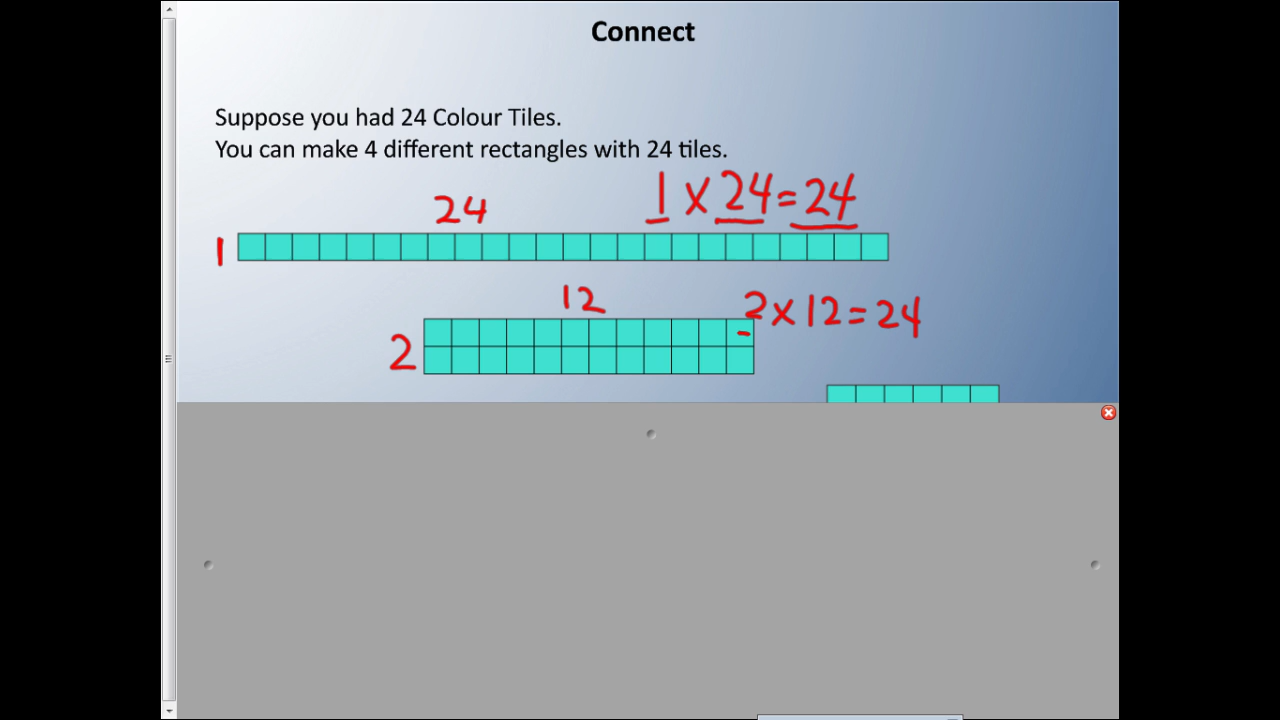 Connect
Suppose you had 24 Colour Tiles.
You can make 4 different rectangles with 24 tiles.
24
1 x 24 = 24
1
12
2 x 12 = 24
2